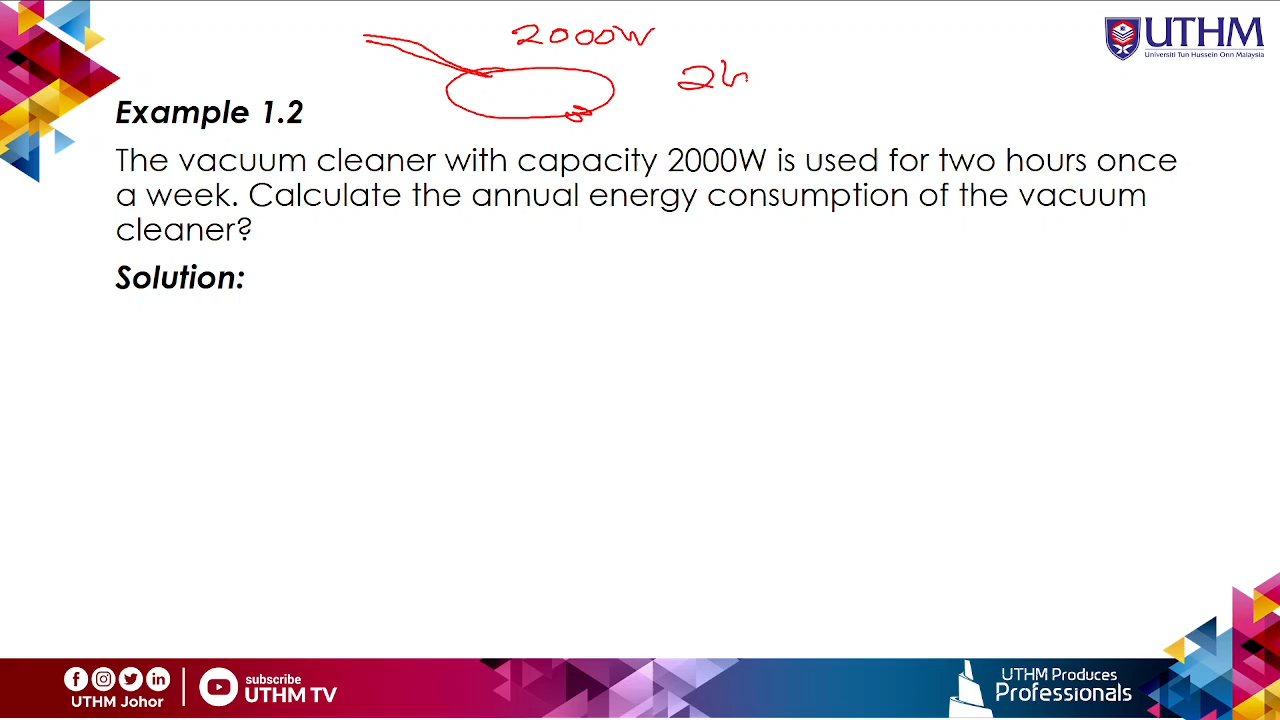 2000W
2h
UTHM
Universiti Tun Hussein Onn Malaysia
Example 1.2
The vacuum cleaner with capacity 2000W is used for two hours once
a week. Calculate the annual energy consumption of the vacuum
cleaner?
Solution:
UTHM Johor
subscribe
UTHM TV
UTHM Produces
Professionals